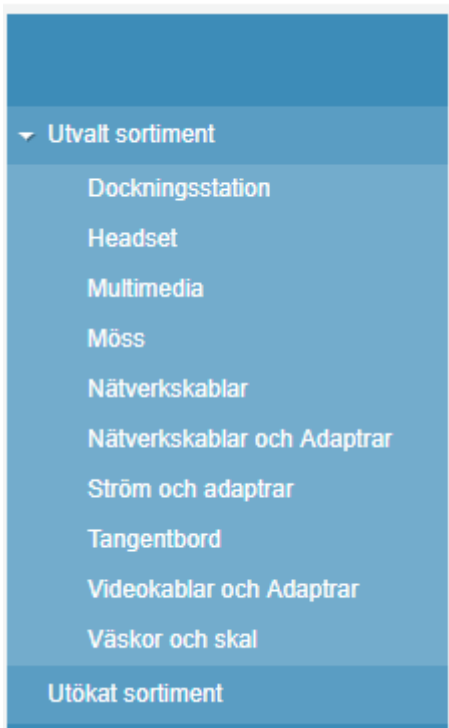 Utvalt sortiment
Dockningsstation
Headset
Multimedia
Möss
Nätverkskablar
Nätverkskablar och Adaptrar
Ström och adaptrar
Tangentbord
Videokablar och Adaptrar
Väskor och skal
Utökat sortiment